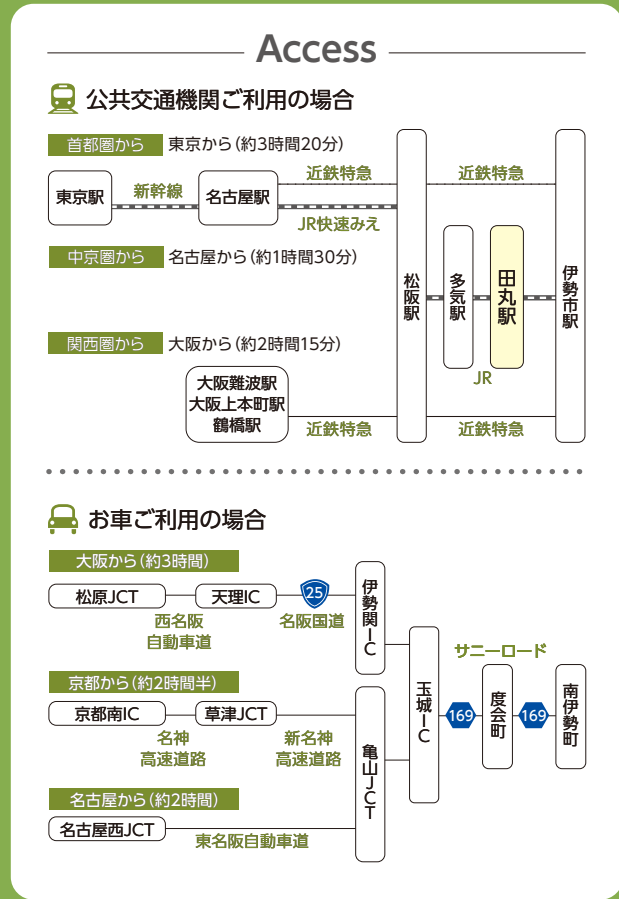 Access
公共交通機関ご利用の場合
首都圏から 東京から（約3時間20分）
東京駅
新幹線
名古屋駅
近鉄特急
JR快速みえ
近鉄特急
中京圏から 名古屋から（約1時間30分）
松阪駅
多気駅
田丸駅
伊勢市駅
JR
関西圏から 大阪から（約2時間15分）
大阪難波駅
大阪上本町駅
鶴橋駅
近鉄特急
近鉄特急
お車ご利用の場合
大阪から（約3時間）
松原JCT
西名阪
自動車道
天理IC
25
名阪国道
伊勢関IC
京都から（約2時間半）
京都南IC
名神
高速道路
草津JCT
新名神
高速道路
亀山JCT
名古屋から（約2時間）
名古屋西JCT
東名阪自動車道
玉城IC
サニーロード
169
度会町
169
南伊勢町